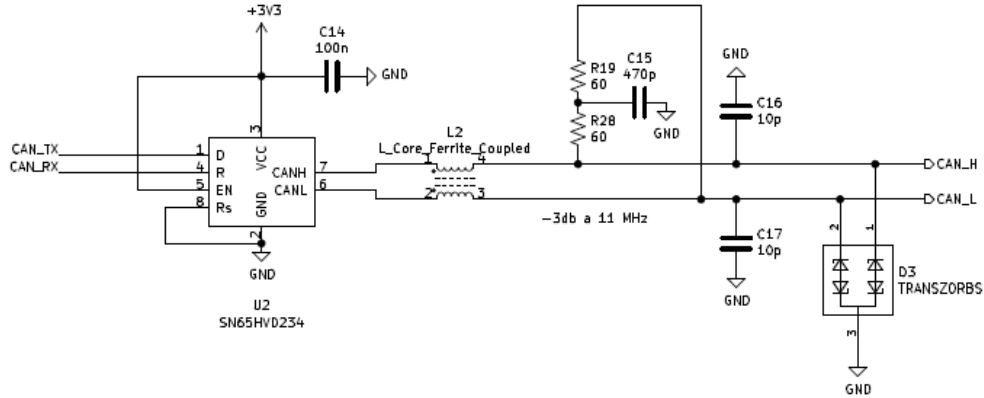 +3V3
C14
100n
GND
R19
60
C15
470p
GND
R28
60
GND
C16
10p
L2
L_Core_Ferrite_Coupled
1
4
2
3
CAN_TX
CAN_RX
1
4
5
8
D
R
EN
Rs
3
VCC
GND
2
CANH
CANL
7
6
GND
U2
SN65HVD234
-3db a 11 MHz
CAN_H
CAN_L
C17
10p
GND
2
1
D3
TRANSZORBS
3
GND